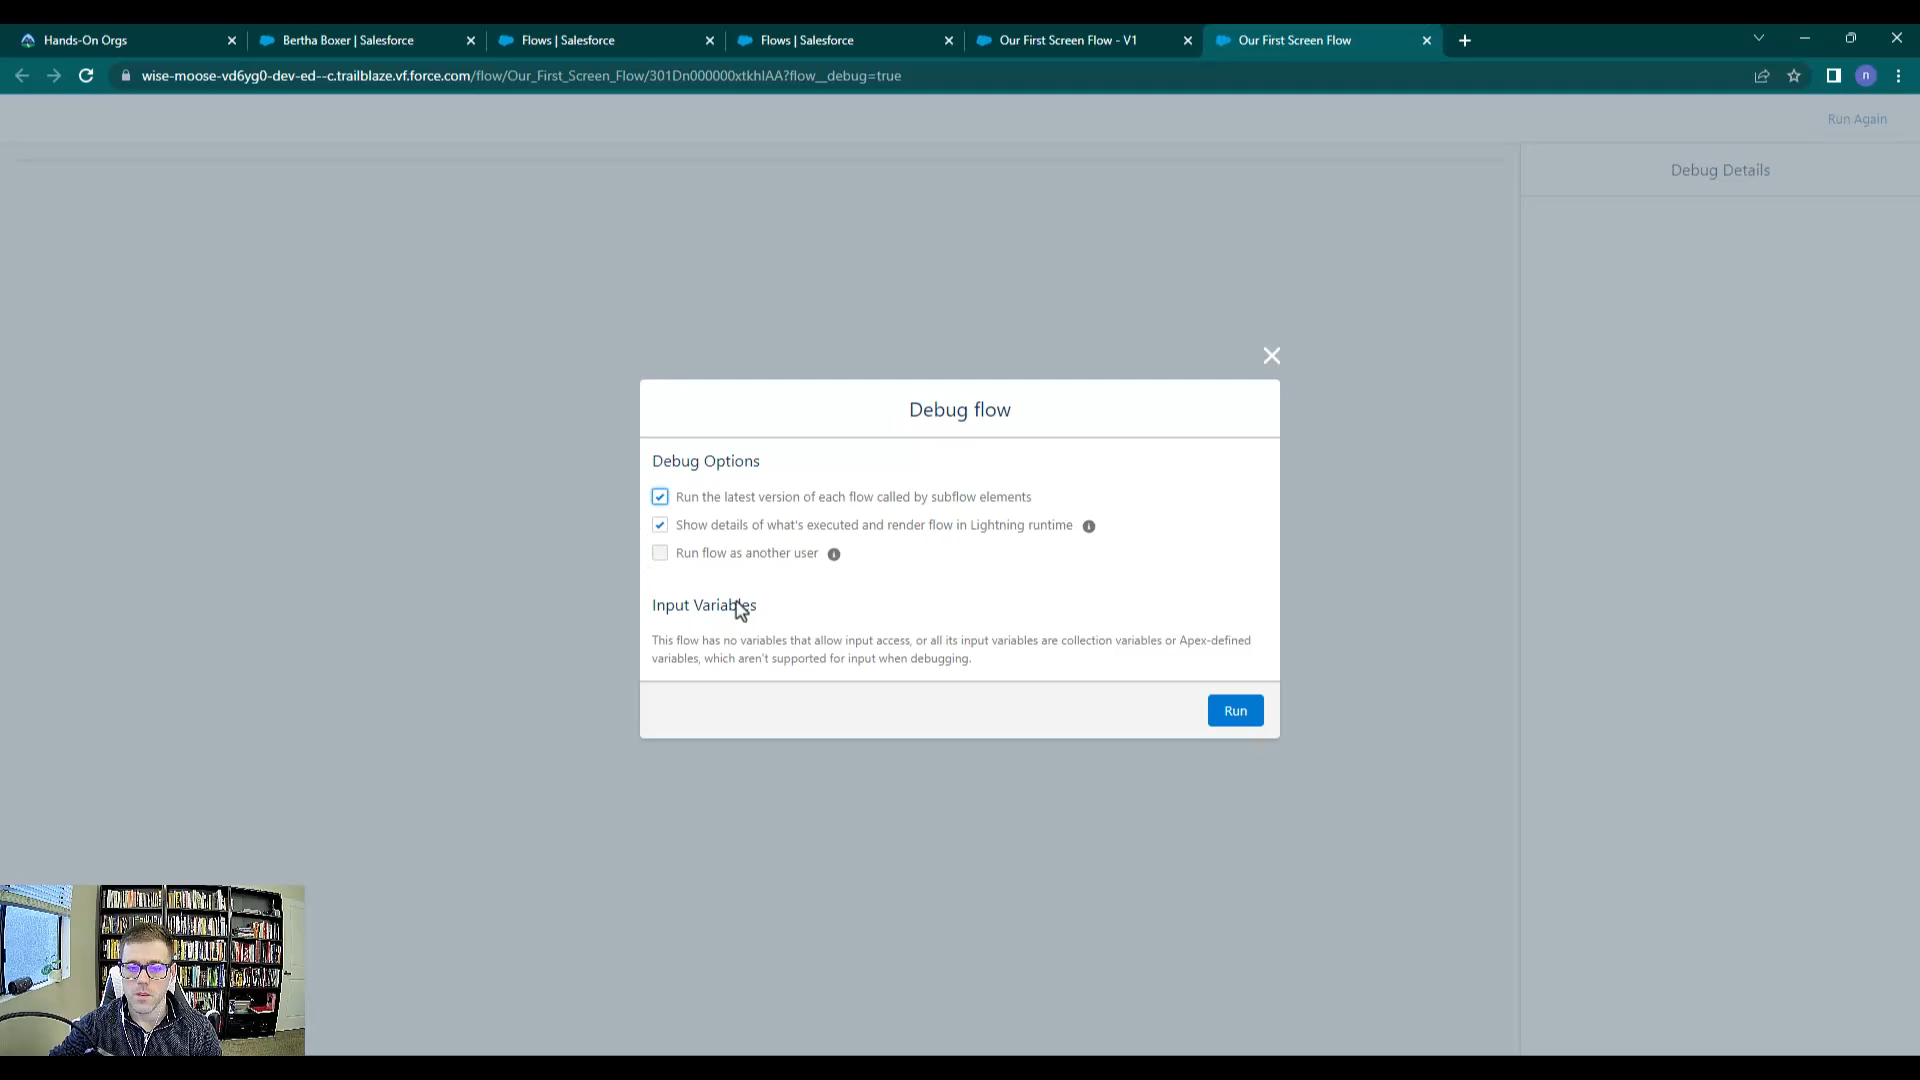 Hands-On Orgs
Bertha Boxer | Salesforce
Flows | Salesforce
Flows | Salesforce
Our First Screen Flow - V1
Our First Screen Flow
wise-moose-vd6yg0-dev-ed--c.trailblaze.vf.force.com/flow/Our_First_Screen_Flow/301Dn000000xtkhIAA?flow__debug=true
n
Run Again
Debug Details
Debug flow
Debug Options
Run the latest version of each flow called by subflow elements
Show details of what's executed and render flow in Lightning runtime
Run flow as another user
Input Variables
This flow has no variables that allow input access, or all its input variables are collection variables or Apex-defined
variables, which aren't supported for input when debugging.
Run